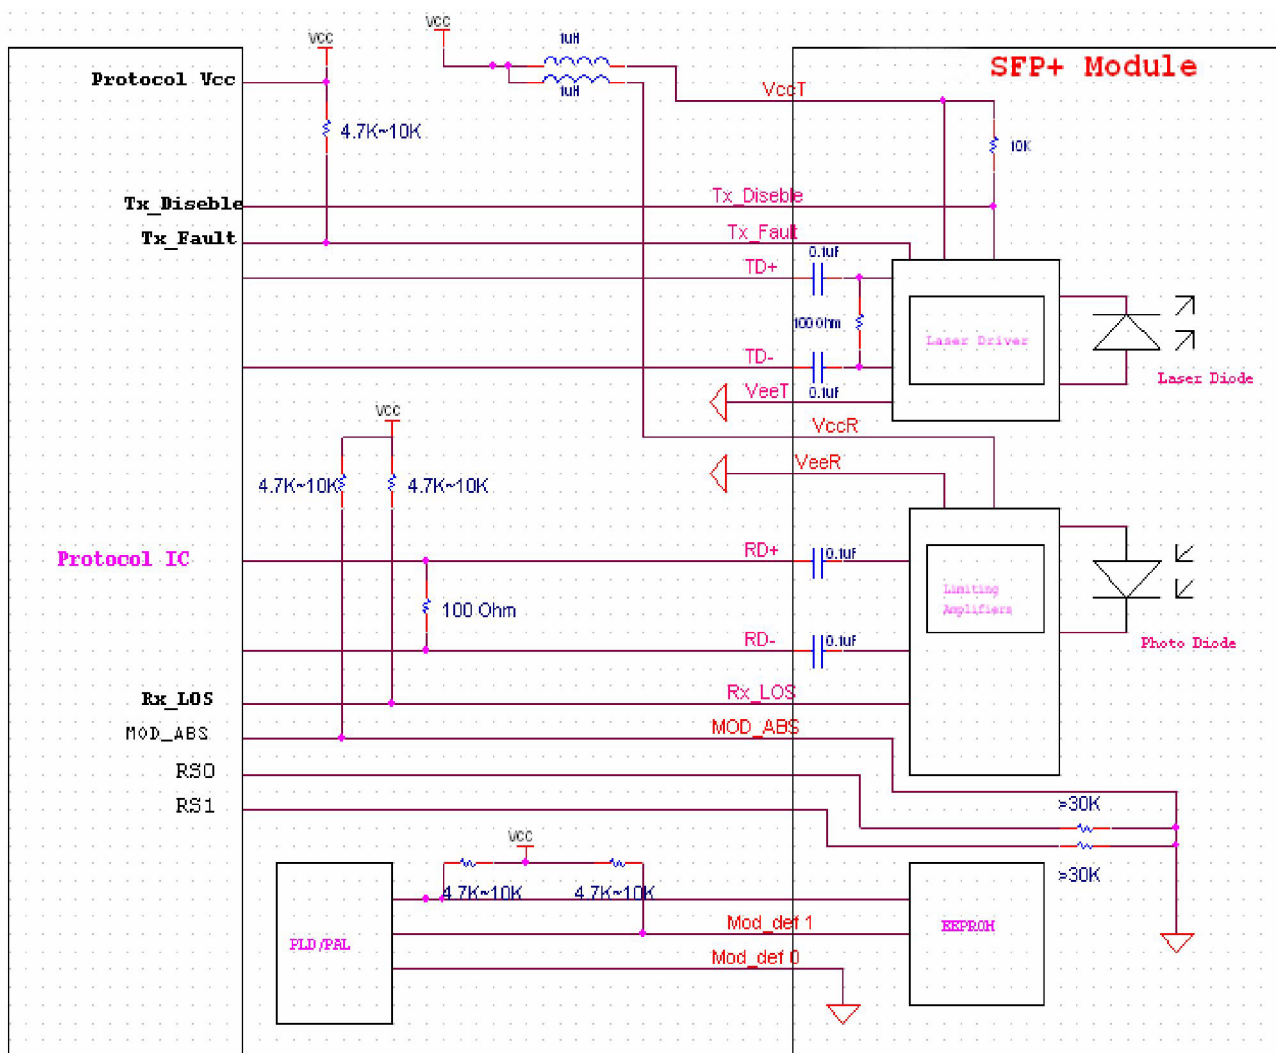 VCC
VCC
1uH
Protocol Vcc
SFP+ Module
1uH
VccT
4.7K~10K
10K
Tx_Diseble
Tx_Diseble
Tx_Fault
Tx_Fault
0.1uF
TD+
100 Ohm
Laser Driver
TD-
Laser Diode
VeeT
0.1uF
VCC
VccR
VeeR
4.7K~10K
4.7K~10K
Protocol IC
RD+
0.1uF
Limiting
Amplifiers
100 Ohm
RD-
0.1uF
Photo Diode
Rx_LOS
Rx_LOS
MOD_ABS
MOD_ABS
RS0
RS1
>30K
VCC
4.7K~10K
4.7K~10K
>30K
Mod_def 1
EEPROM
PLD/PAL
Mod_def 0